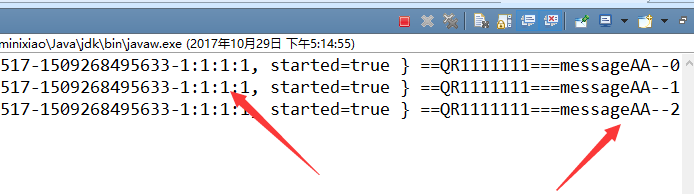 minixiao\Java\jdk\bin\javaw.exe (2017年10月29日 下午5:14:55)
517-1509268495633-1:1:1:1, started=true } ==QR1111111===messageAA--0
517-1509268495633-1:1:1:1, started=true } ==QR1111111===messageAA--1
517-1509268495633-1:1:1:1, started=true } ==QR1111111===messageAA--2